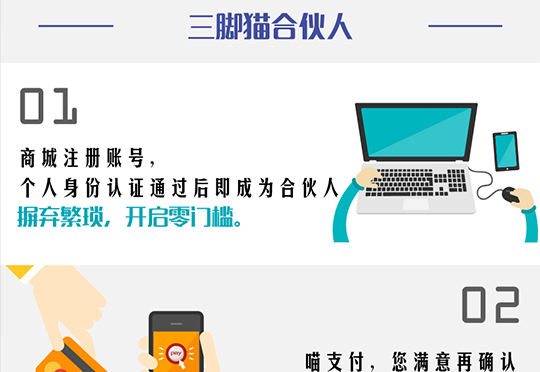 三脚猫合伙人
01
商城注册账号，
个人身份认证通过后即成为合伙人
摒弃繁琐，开启零门槛。
02
pay
喵支付，您满意再确认